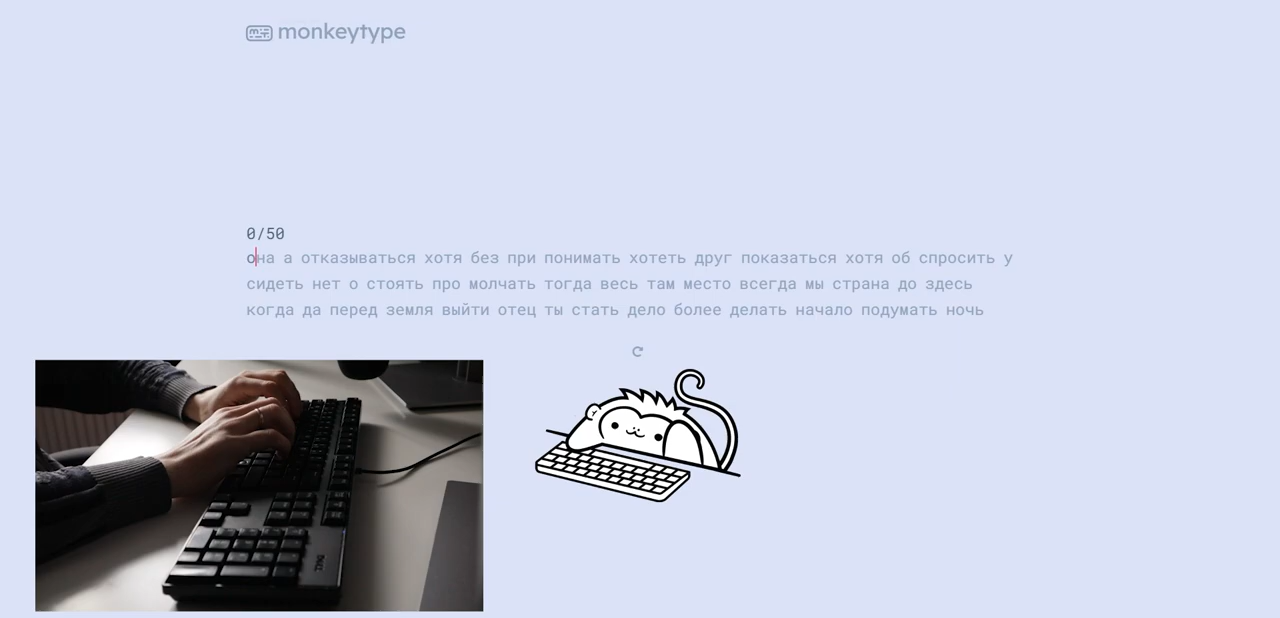 monkeytype
0/50
она а отказываться хотя без при понимать хотеть друг показаться хотя об спросить у
сидеть нет о стоять про молчать тогда весь там место всегда мы страна до здесь
когда да перед земля выйти отец ты стать дело более делать начало подумать ночь